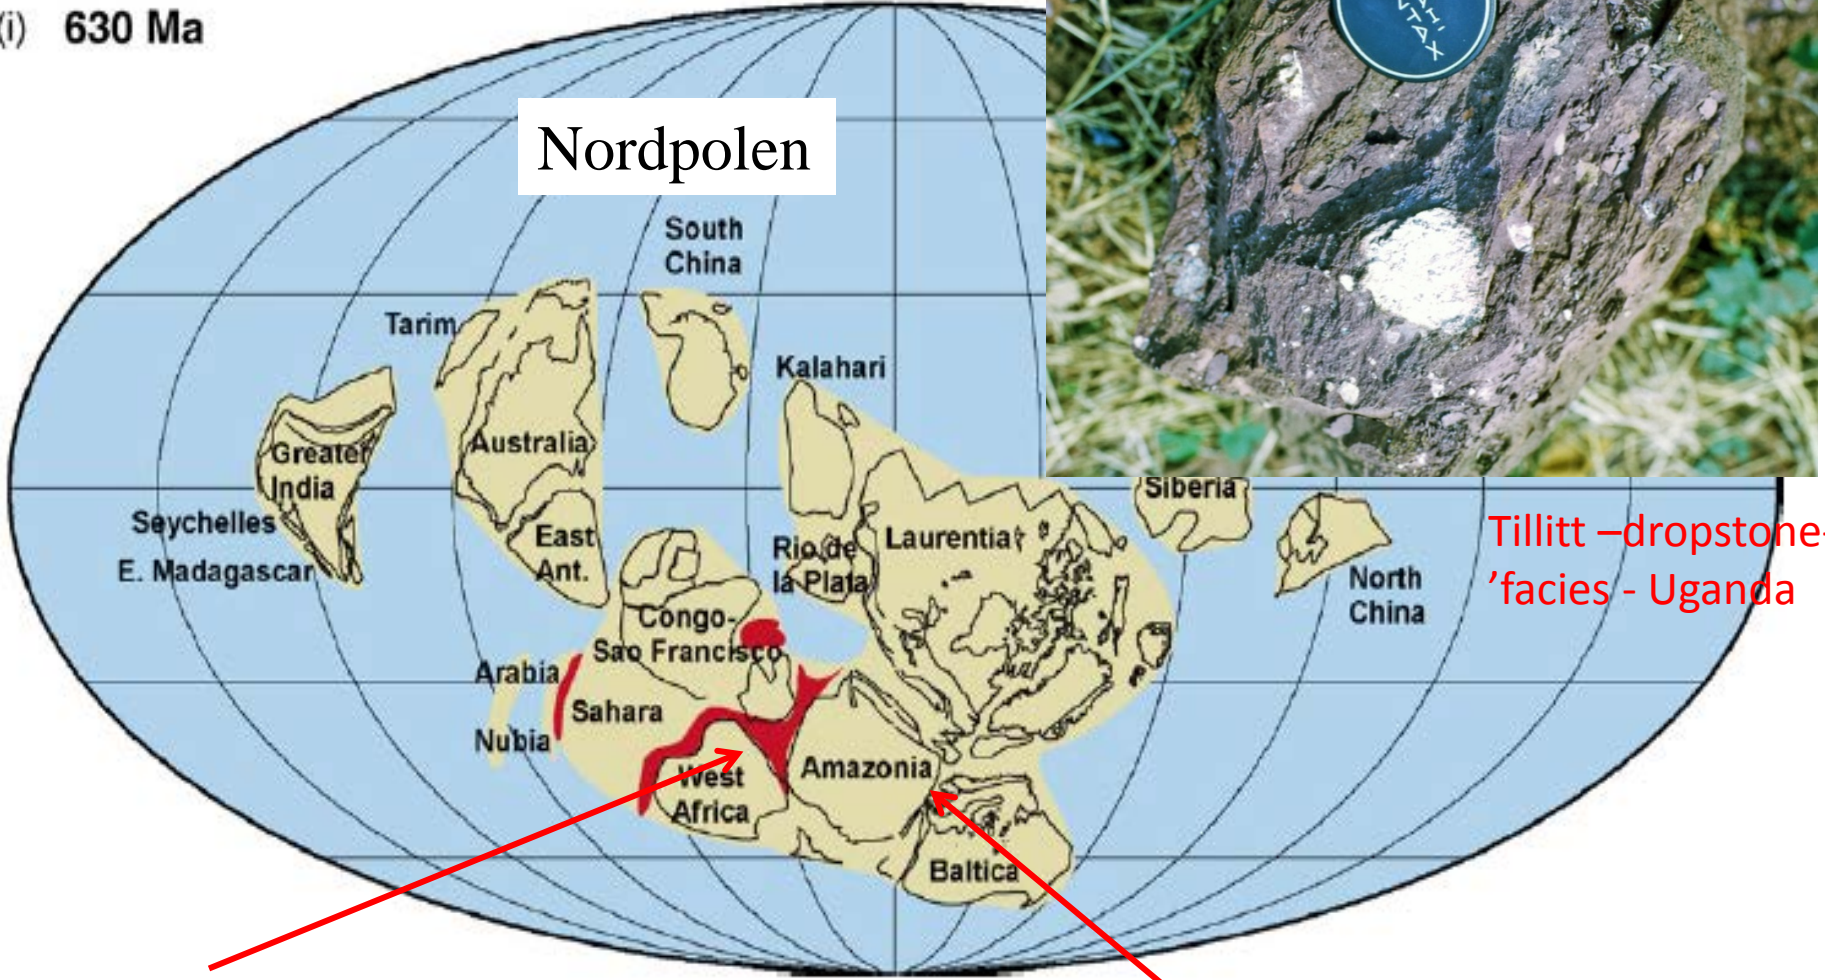 (i) 630 Ma
Nordpolen
South
China
Tarim
Kalahari
Greater
India
Australia
Seychelles
E. Madagascar
East
Ant.
Rio de
la Plata
Laurentia
Siberia
North
China
Tillitt –dropstone-
’facies - Uganda
Congo-
Sao Francisco
Arabia
Sahara
Nubia
West
Africa
Amazonia
Baltica